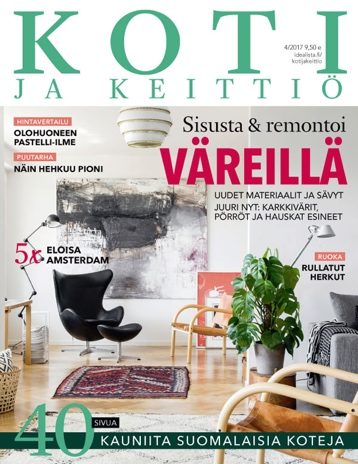 KOTI
JA KEITTIÖ
4/2017 9,50 e
idealista.fi/
kotijakeittio
HINTAVERTAILU
OLOHUONEEN
PASTELLI-ILME
PUUTARHA
NÄIN HEHKUU PIONI
Sisusta & remontoi
VÄREILLÄ
UUDET MATERIAALIT JA SÄVYT
JUURI NYT: KARKKIVÄRIT,
PÖRRÖT JA HAUSKAT ESINEET
5x ELOISA
AMSTERDAM
RUOKA
RULLATUT
HERKUT
40 SIVUA
KAUNIITA SUOMALAISIA KOTEJA